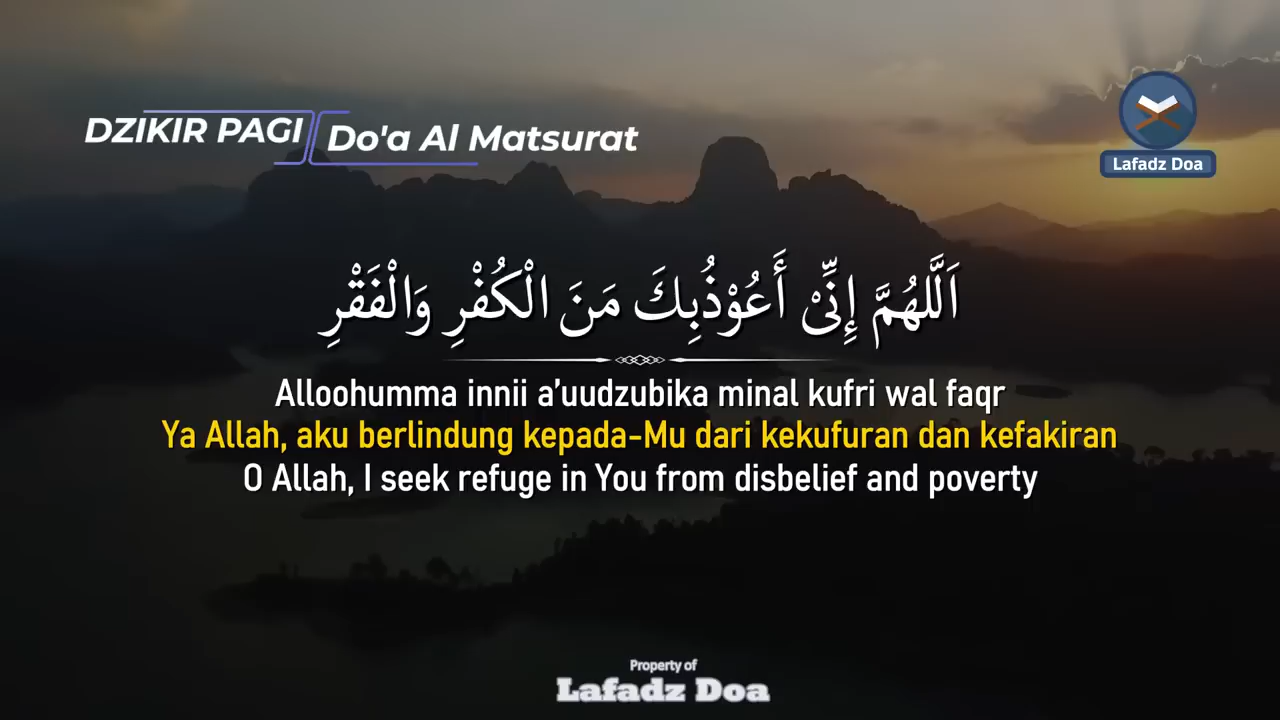 DZIKIR PAGI
Do'a Al Matsurat
Lafadz Doa
اَللَّهُمَّ إِنِّىْ أَعُوْذُبِكَ مَنَ الْكُفْرِ وَالْفَقْرِ
Alloohumma innii a'uudzubika minal kufri wal faqr
Ya Allah, aku berlindung kepada-Mu dari kekufuran dan kefakiran
O Allah, I seek refuge in You from disbelief and poverty
Property of
Lafadz Doa